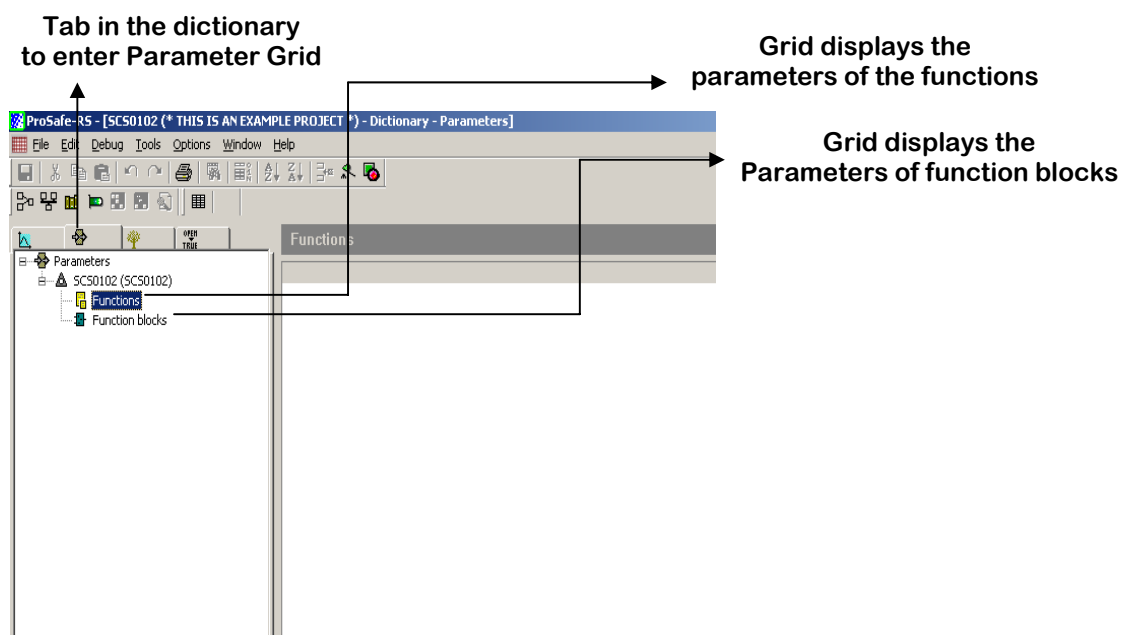 Tab in the dictionary
to enter Parameter Grid
Grid displays the
parameters of the functions
ProSafe-RS - [SCS0102 (* THIS IS AN EXAMPLE PROJECT *) - Dictionary - Parameters]
File Edit Debug Tools Options Window Help
Grid displays the
Parameters of function blocks
OPEN
TRUE
Functions
Parameters
SCS0102 (SCS0102)
Functions
Function blocks